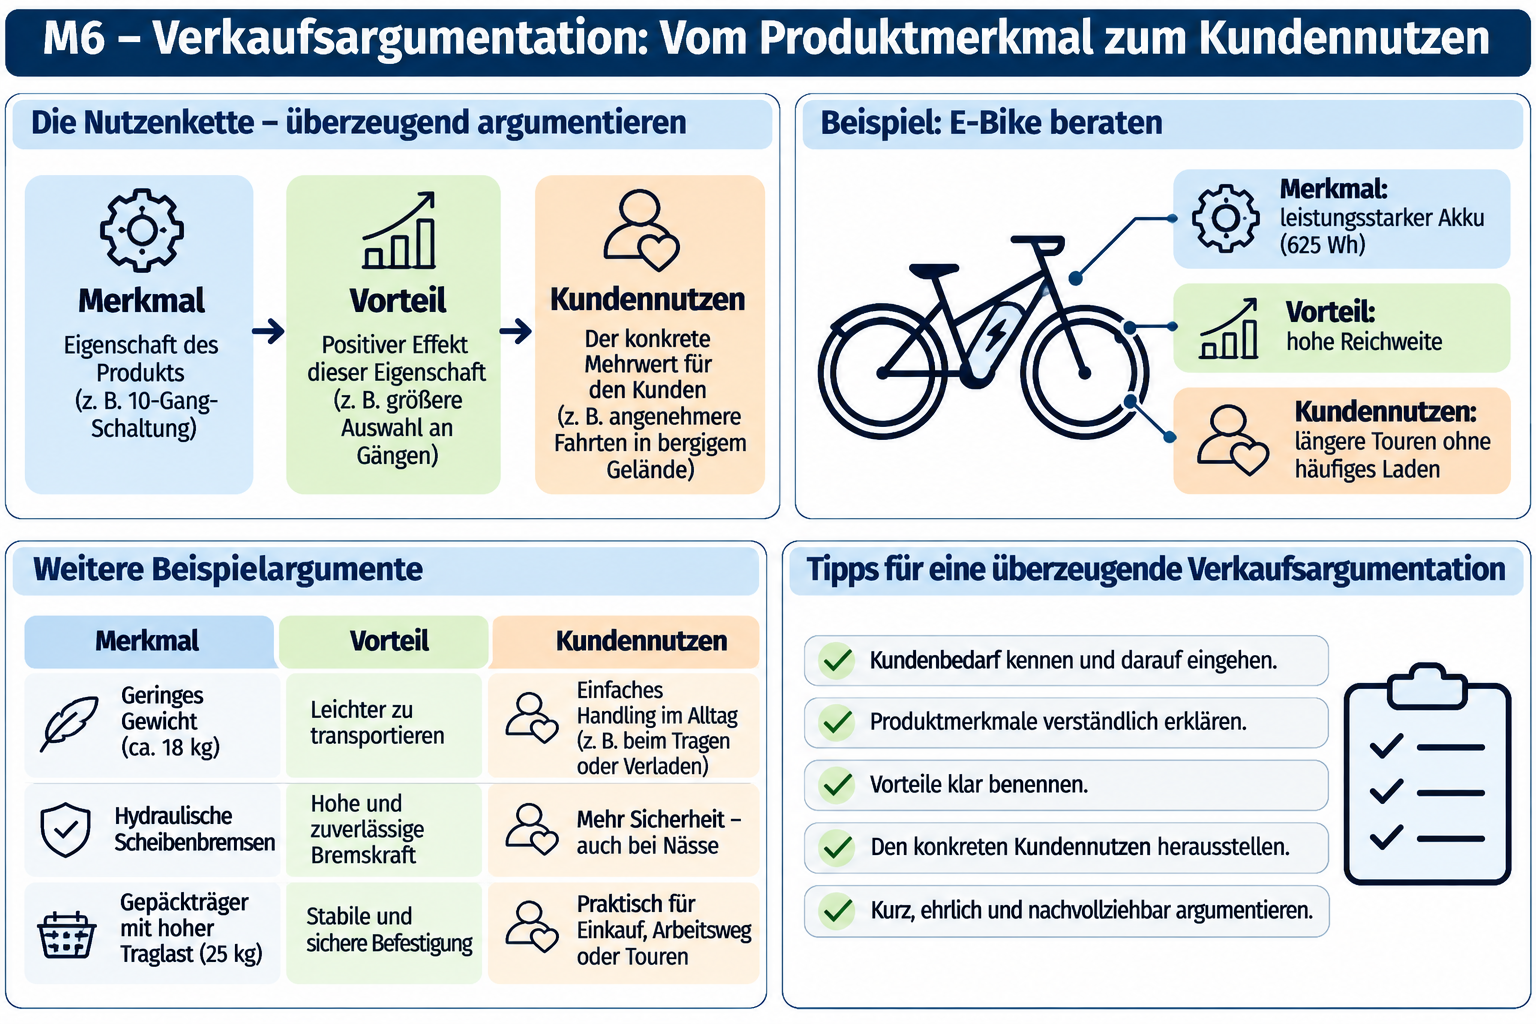 M6 – Verkaufsargumentation: Vom Produktmerkmal zum Kundennutzen
Die Nutzenkette – überzeugend argumentieren
Merkmal
Eigenschaft des
Produkts
(z. B. 10-Gang-
Schaltung)
Vorteil
Positiver Effekt
dieser Eigenschaft
(z. B. größere
Auswahl an
Gängen)
Kundennutzen
Der konkrete
Mehrwert für
den Kunden
(z. B. angenehmere
Fahrten in bergigem
Gelände)
Beispiel: E-Bike beraten
Merkmal:
leistungsstarker Akku
(625 Wh)
Vorteil:
hohe Reichweite
Kundennutzen:
längere Touren ohne
häufiges Laden
Weitere Beispielargumente
Merkmal
Vorteil
Kundennutzen
Geringes
Gewicht
(ca. 18 kg)
Leichter zu
transportieren
Einfaches
Handling im Alltag
(z. B. beim Tragen
oder Verladen)
Hydraulische
Scheibenbremsen
Hohe und
zuverlässige
Bremskraft
Mehr Sicherheit –
auch bei Nässe
Gepäckträger
mit hoher
Traglast (25 kg)
Stabile und
sichere Befestigung
Praktisch für
Einkauf, Arbeitsweg
oder Touren
Tipps für eine überzeugende Verkaufsargumentation
Kundenbedarf kennen und darauf eingehen.
Produktmerkmale verständlich erklären.
Vorteile klar benennen.
Den konkreten Kundennutzen herausstellen.
Kurz, ehrlich und nachvollziehbar argumentieren.